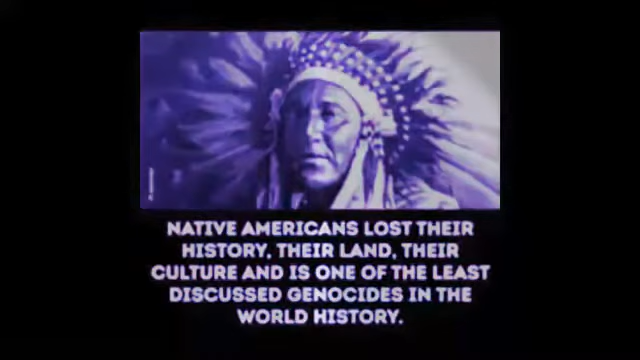 NATIVE AMERICANS LOST THEIR
HISTORY, THEIR LAND, THEIR
CULTURE AND IS ONE OF THE LEAST
DISCUSSED GENOCIDES IN THE
WORLD HISTORY.